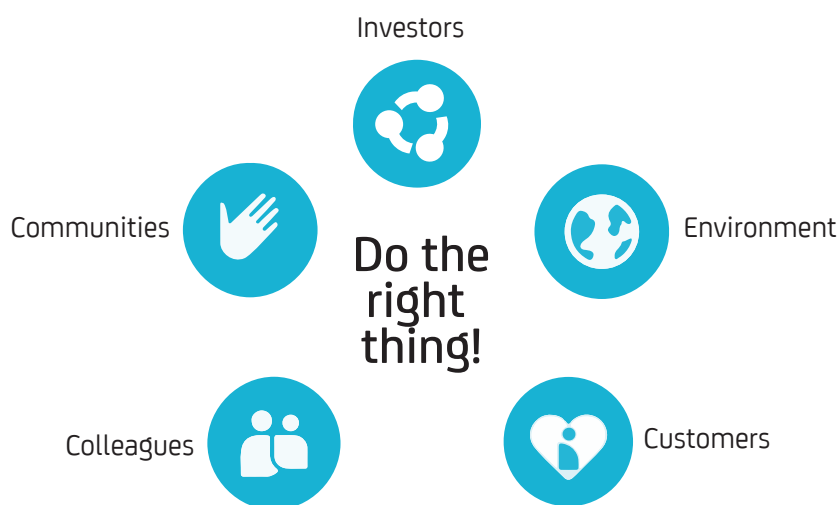 Investors
Communities
Environment
Do the
right
thing!
Colleagues
Customers